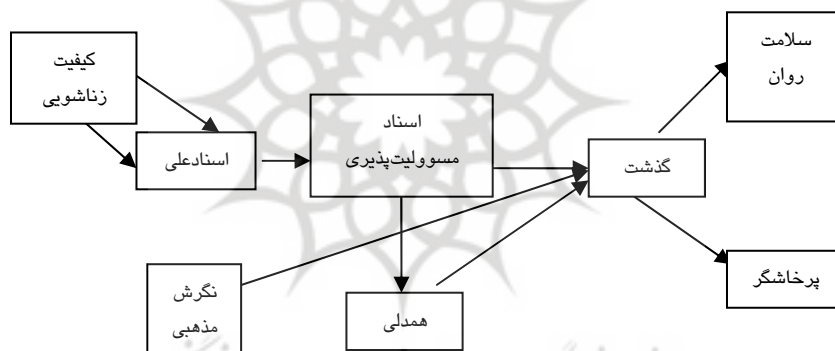 کیفیت
زناشویی
اسنادعلی
اسناد
مسوولیت‌پذیری
گذشت
سلامت
روان
پرخاشگر
نگرش
مذهبی
همدلی